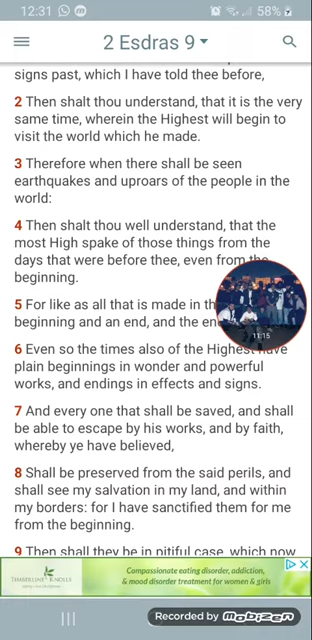 12:31
58%
2 Esdras 9
signs past, which I have told thee before,
2 Then shalt thou understand, that it is the very
same time, wherein the Highest will begin to
visit the world which he made.
3 Therefore when there shall be seen
earthquakes and uproars of the people in the
world:
4 Then shalt thou well understand, that the
most High spake of those things from the
days that were before thee, even from the
beginning.
5 For like as all that is made in
beginning and an end, and the
11:15
6 Even so the times also of the Highest have
plain beginnings in wonder and powerful
works, and endings in effects and signs.
7 And every one that shall be saved, and shall
be able to escape by his works, and by faith,
whereby ye have believed,
8 Shall be preserved from the said perils, and
shall see my salvation in my land, and within
my borders: for I have sanctified them for me
from the beginning.
9 Then shall they be in pitiful case, which now
TIMBERLINE KNOLLS
Compassionate eating disorder, addiction,
& mood disorder treatment for women & girls
Recorded by MOBIZEN